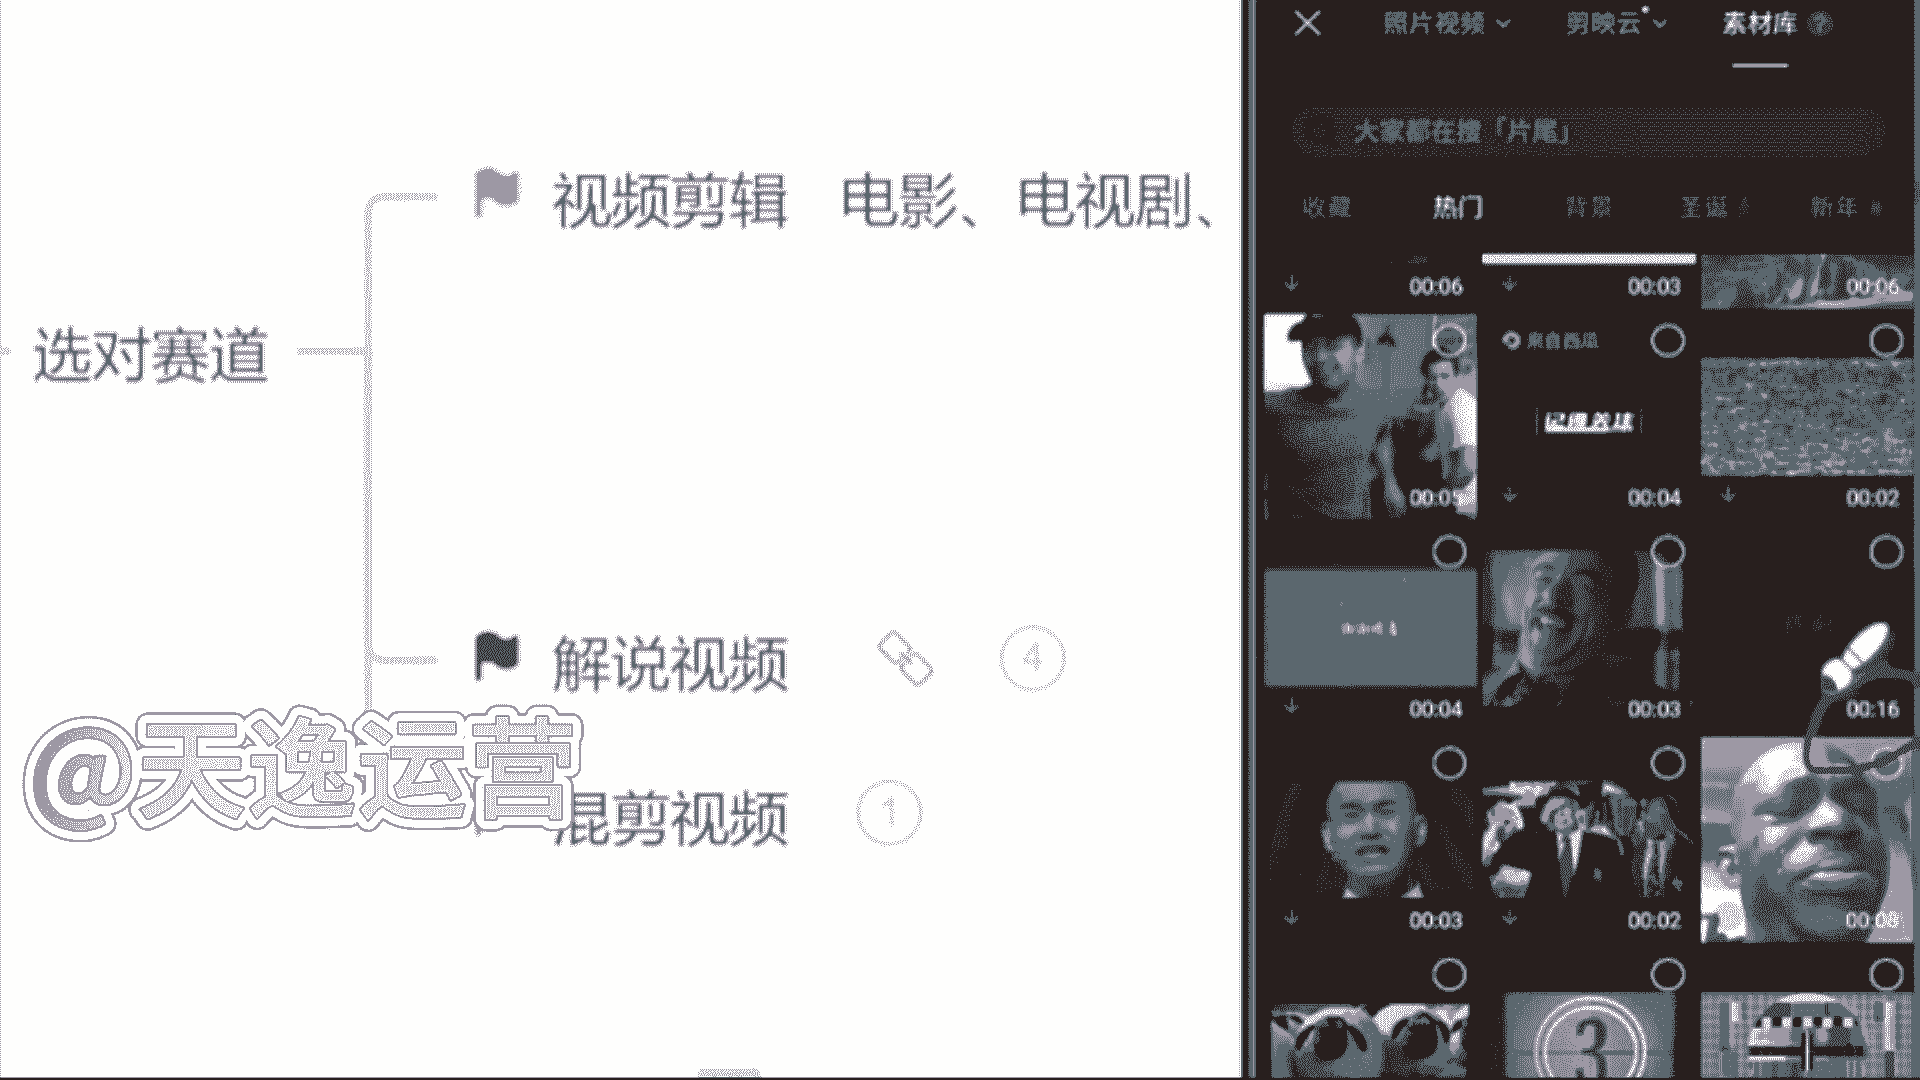 视频剪辑 电影、电视剧、
选对赛道
解说视频 4
@天逸运营
混剪视频 1
照片视频 剪映云 素材库 ?
大家都在搜「片尾」
收藏 热门 背景 圣诞 新年
00:06 00:03 00:06
来自西瓜
00:05 00:04 00:02
00:04 00:03 00:16
00:03 00:02 00:08
3